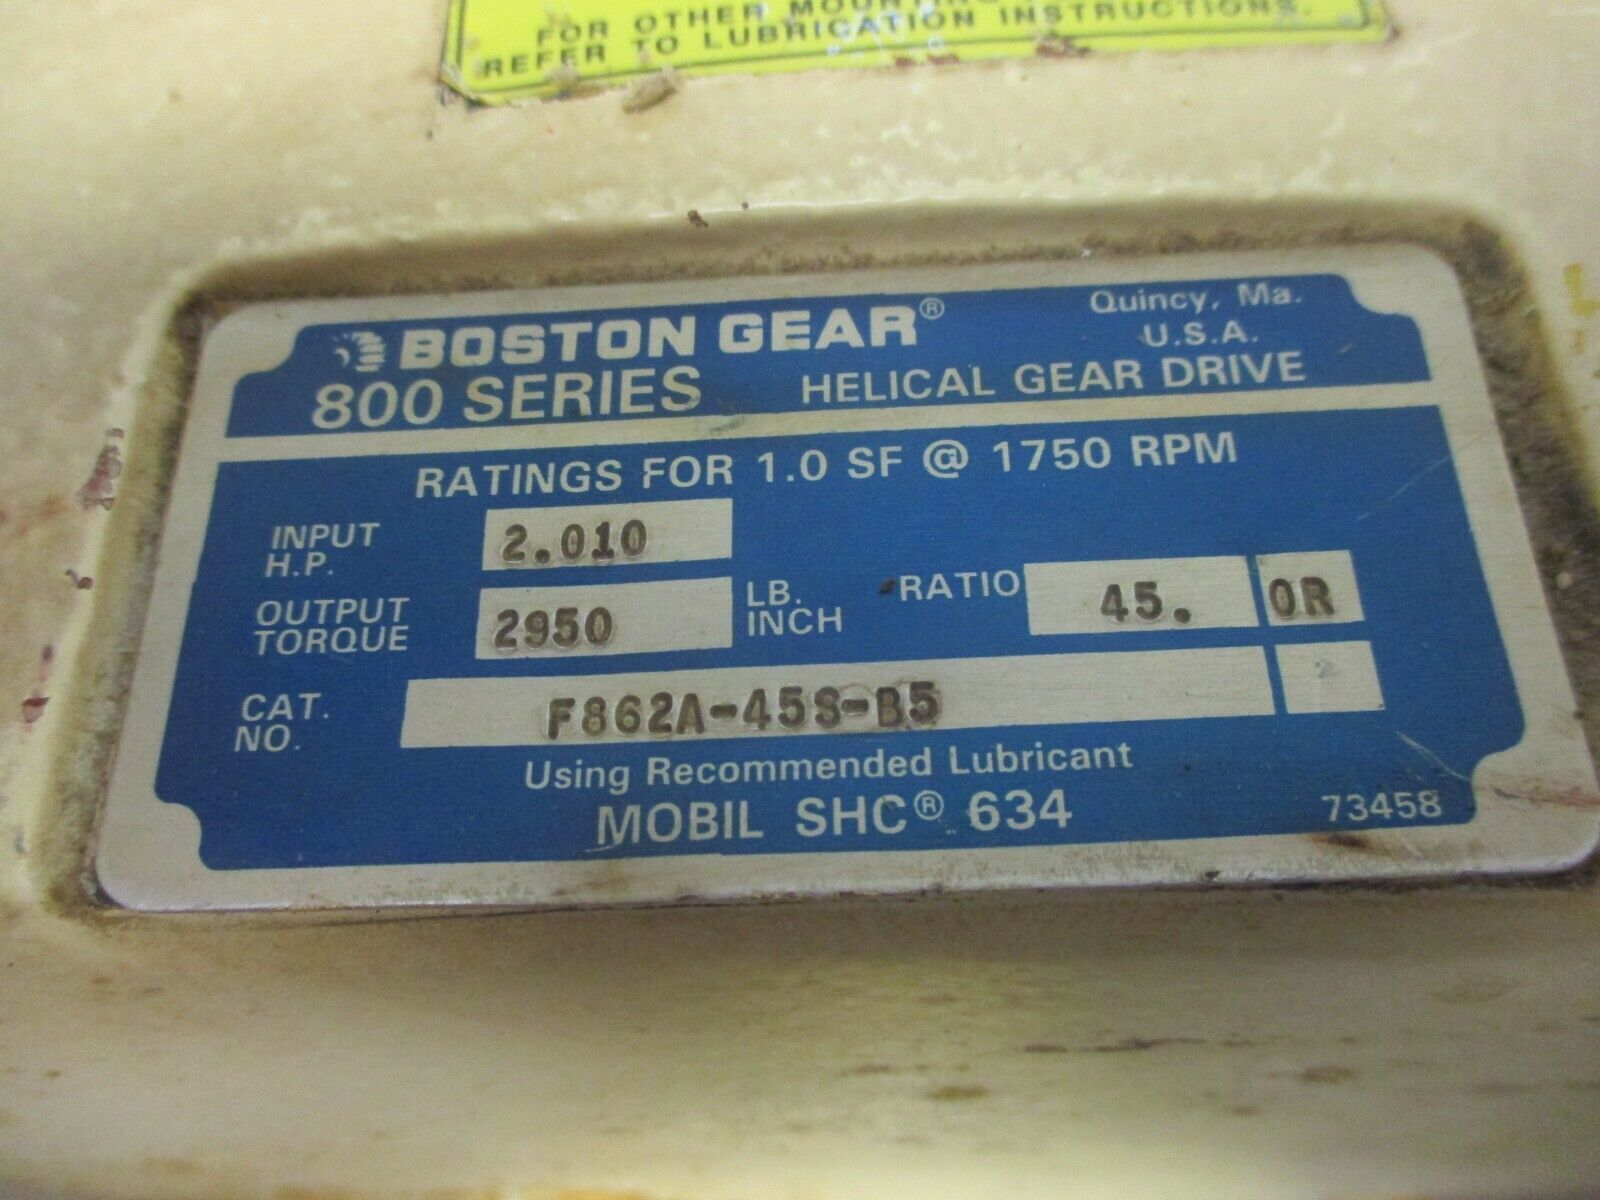 FOR OTHER MOUNTING
REFER TO LUBRICATION INSTRUCTIONS.
BOSTON GEAR®
Quincy, Ma.
U.S.A.
800 SERIES HELICAL GEAR DRIVE
RATINGS FOR 1.0 SF @ 1750 RPM
INPUT H.P. 2.010
OUTPUT TORQUE 2950 LB. INCH RATIO 45. 0R
CAT. NO. F862A-45S-B5 2
Using Recommended Lubricant
MOBIL SHC® 634
73458